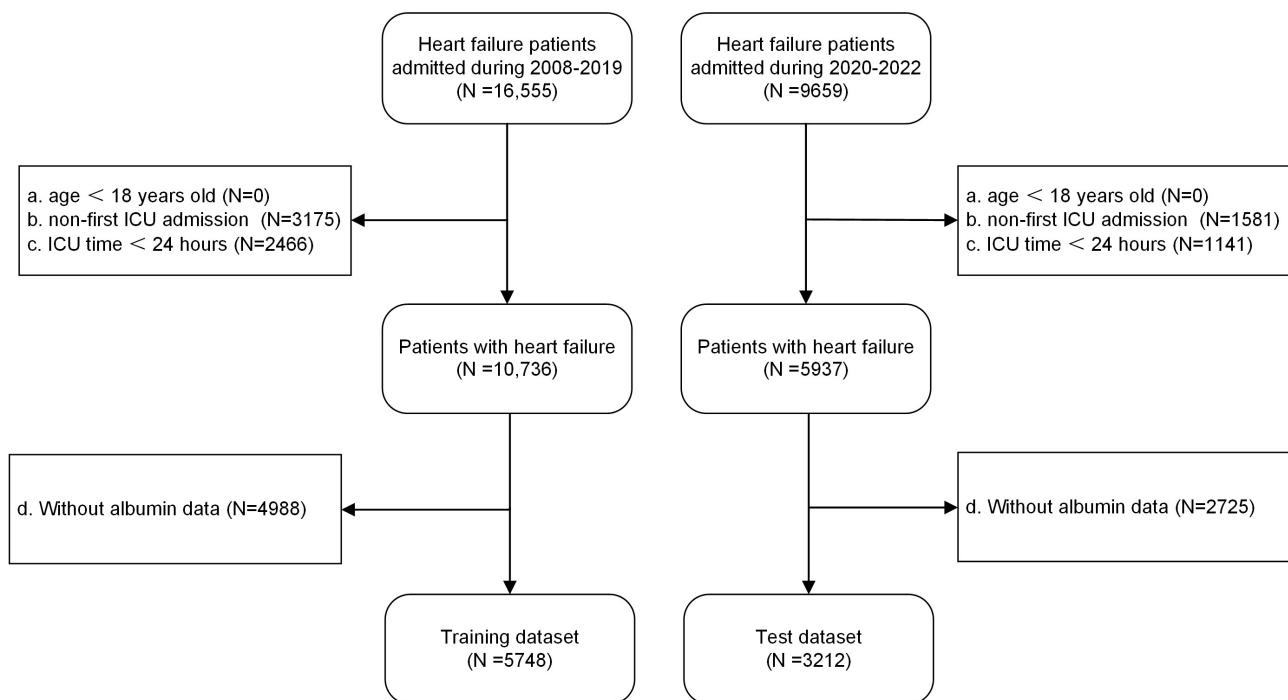 Heart failure patients
admitted during 2008-2019
(N =16,555)
Heart failure patients
admitted during 2020-2022
(N =9659)
a. age < 18 years old (N=0)
b. non-first ICU admission  (N=3175)
c. ICU time < 24 hours (N=2466)
a. age < 18 years old (N=0)
b. non-first ICU admission  (N=1581)
c. ICU time < 24 hours (N=1141)
Patients with heart failure
(N =10,736)
Patients with heart failure
(N =5937)
d. Without albumin data (N=4988)
d. Without albumin data (N=2725)
Training dataset
(N =5748)
Test dataset
(N =3212)